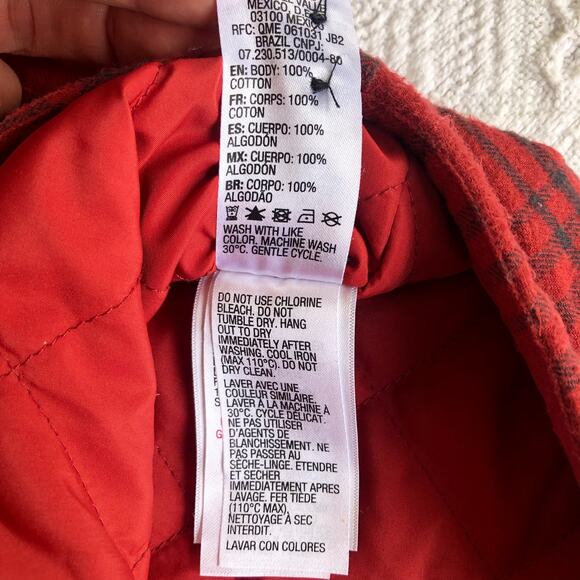 MEXICO, D.F.
03100 MEXICO
RFC: QME 061031 JB2
BRAZIL CNPJ:
07.230.513/0004-80
EN: BODY: 100%
COTTON
FR: CORPS: 100%
COTON
ES: CUERPO: 100%
ALGODÓN
MX: CUERPO: 100%
ALGODÓN
BR: CORPO: 100%
ALGODÃO
WASH WITH LIKE
COLOR. MACHINE WASH
30°C. GENTLE CYCLE.
DO NOT USE CHLORINE
BLEACH. DO NOT
TUMBLE DRY. HANG
OUT TO DRY
IMMEDIATELY AFTER
WASHING. COOL IRON
(MAX 110°C). DO NOT
DRY CLEAN.
LAVER AVEC UNE
COULEUR SIMILAIRE.
LAVER À LA MACHINE À
30°C. CYCLE DÉLICAT.
NE PAS UTILISER
D'AGENTS DE
BLANCHISSEMENT. NE
PAS PASSER AU
SÈCHE-LINGE. ETENDRE
ET SÉCHER
IMMÉDIATEMENT APRES
LAVAGE. FER TIÈDE
(110°C MAX),
NETTOYAGE À SEC
INTERDIT.
LAVAR CON COLORES